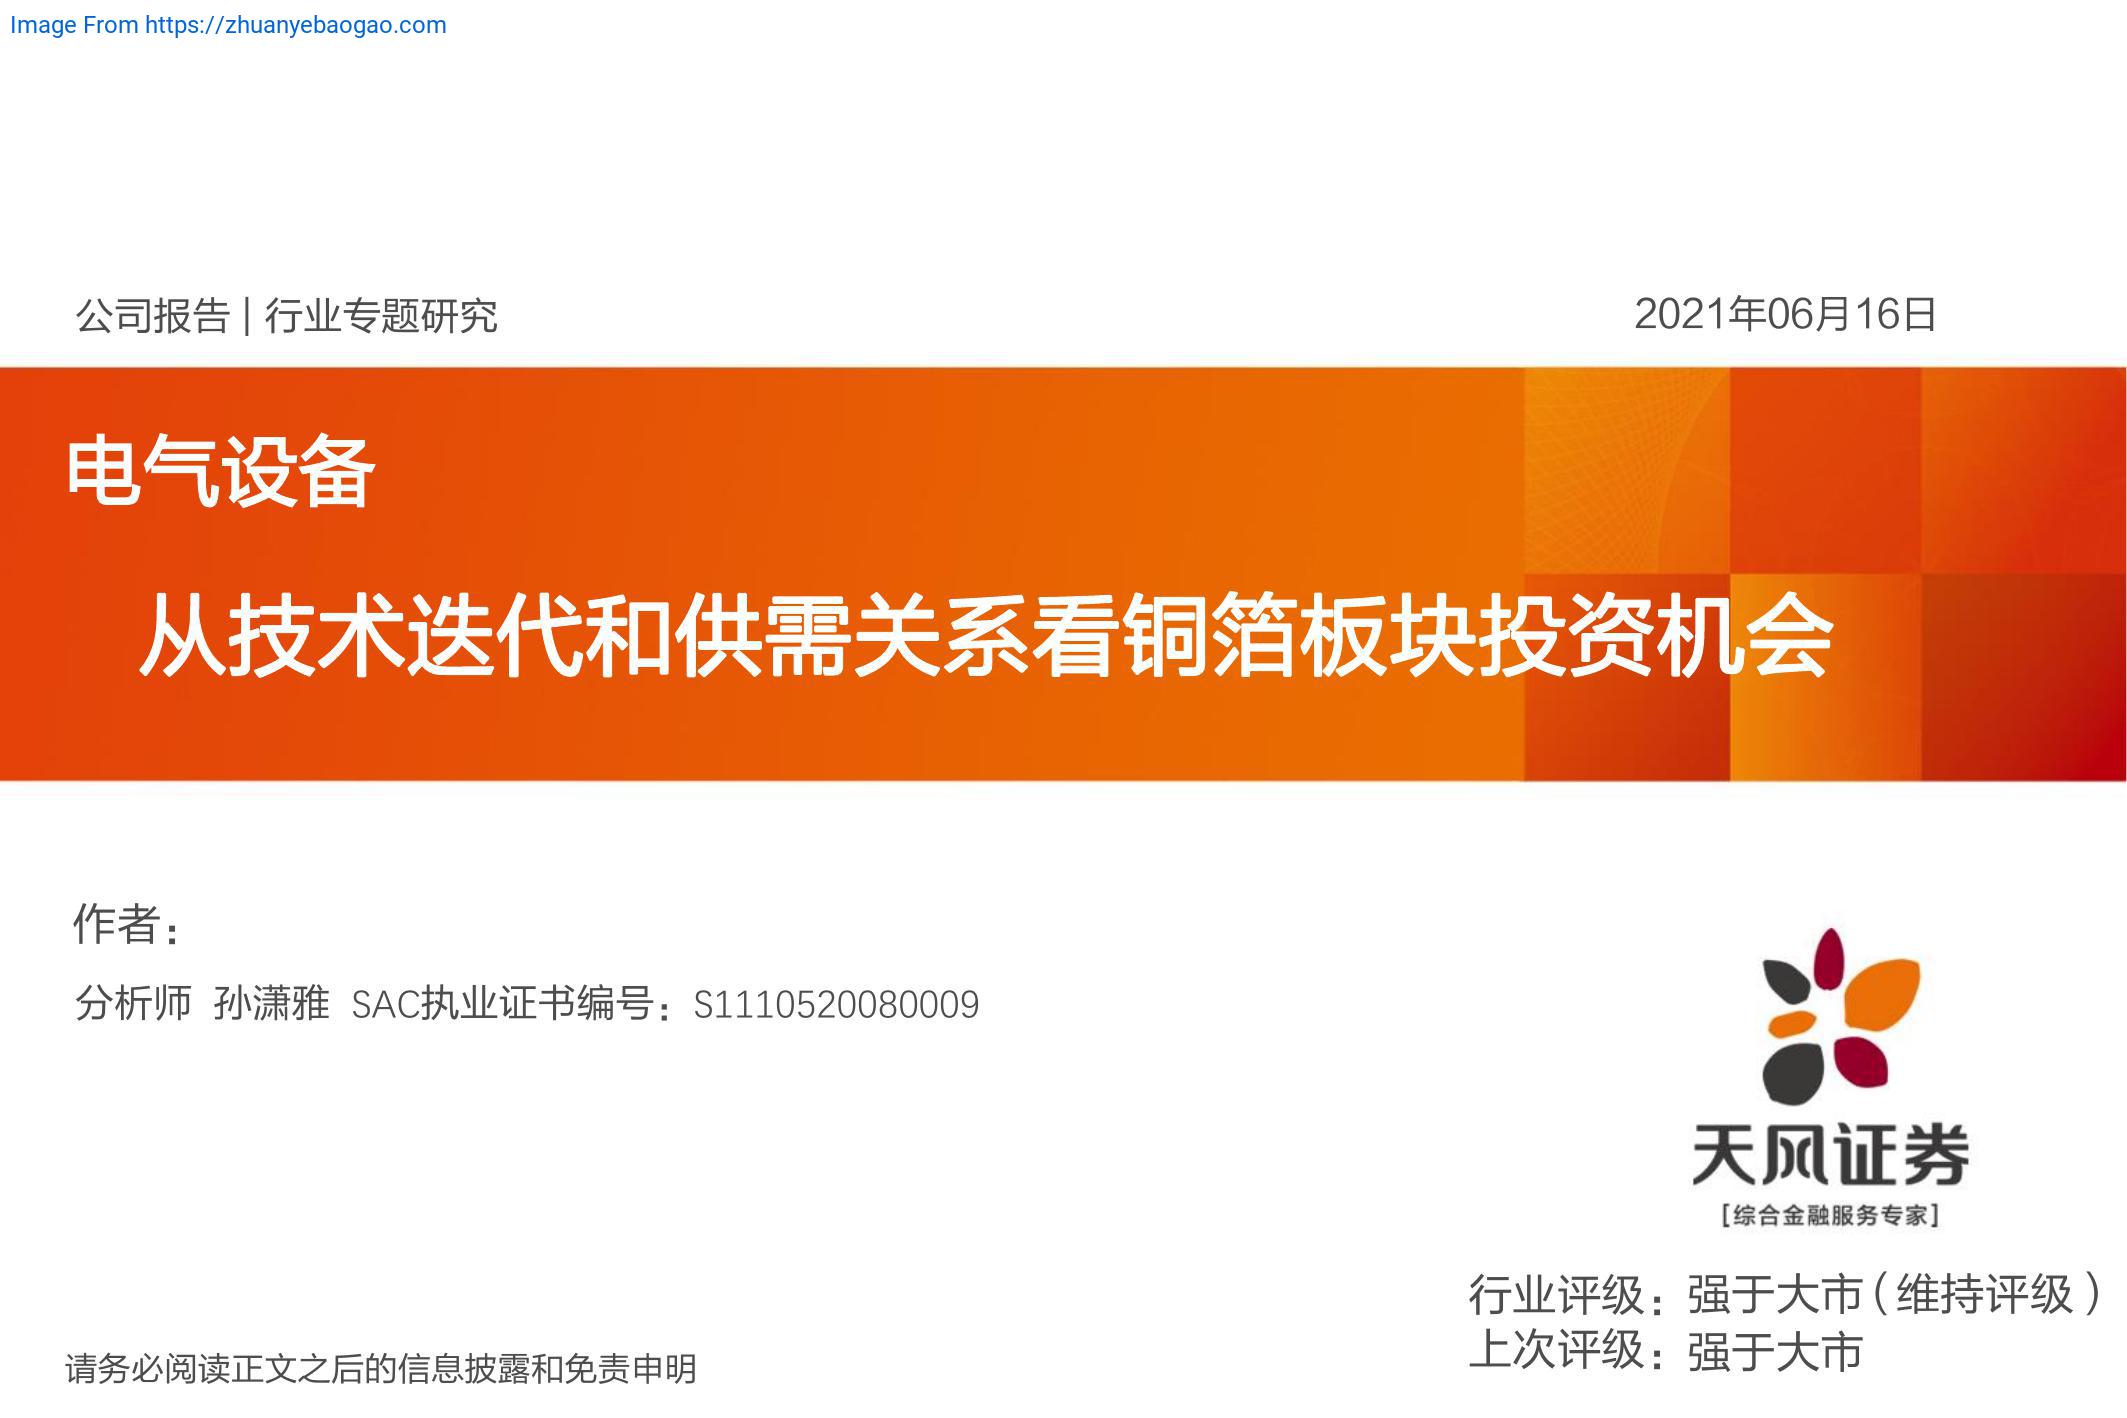 Image From https://zhuanyebaogao.com
公司报告 | 行业专题研究
2021年06月16日
电气设备
从技术迭代和供需关系看铜箔板块投资机会
作者：
分析师 孙潇雅 SAC执业证书编号：S1110520080009
天风证券
[综合金融服务专家]
行业评级：强于大市（维持评级）
上次评级：强于大市
请务必阅读正文之后的信息披露和免责申明